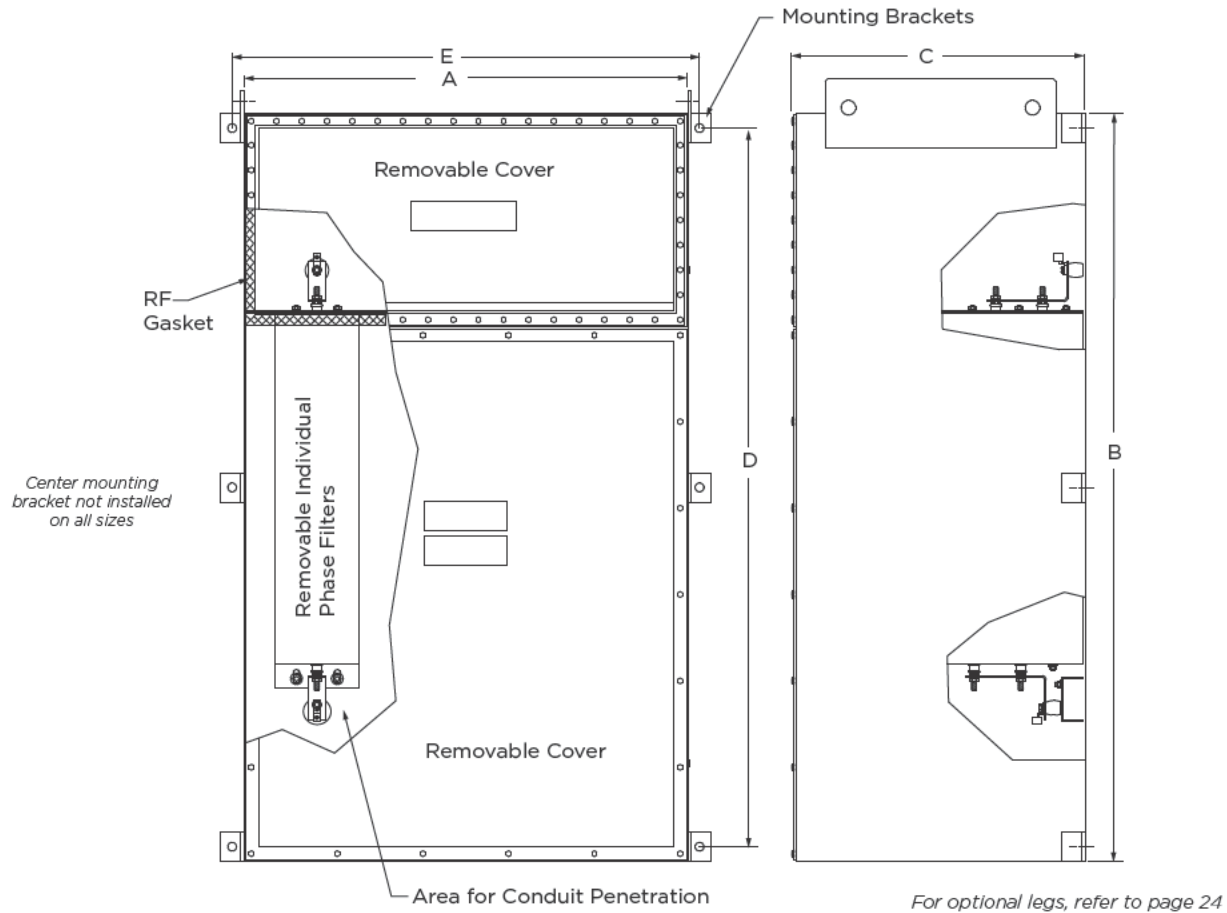 Mounting Brackets
E
A
C
Removable Cover
RF
Gasket
Removable Individual
Phase Filters
D
B
Center mounting
bracket not installed
on all sizes
Removable Cover
Area for Conduit Penetration
For optional legs, refer to page 24